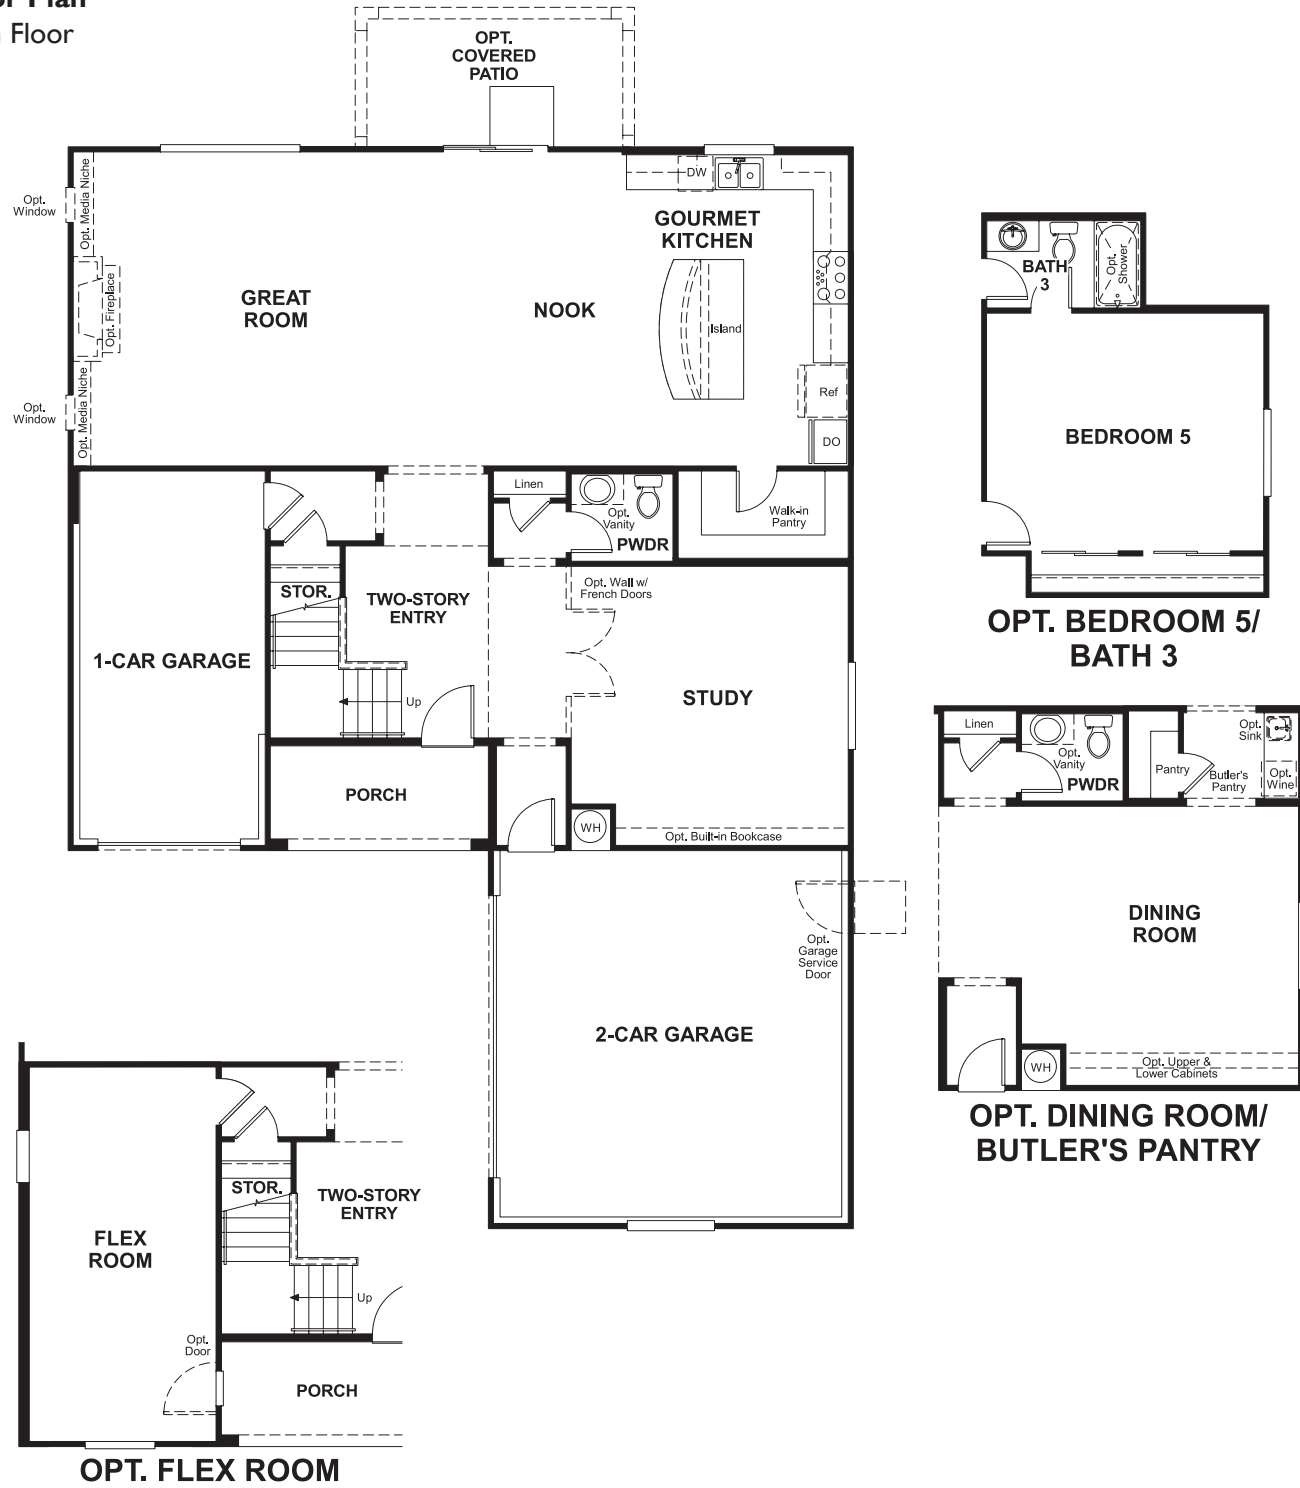 Plan
Floor
OPT.
COVERED
PATIO
Opt.
Window
Opt. Media Niche
Opt. Fireplace
Opt. Media Niche
Opt.
Window
GREAT
ROOM
NOOK
GOURMET
KITCHEN
DW
Island
Ref
DO
Linen
Opt.
Vanity
PWDR
Walk-in
Pantry
STOR.
TWO-STORY
ENTRY
Opt. Wall w/
French Doors
1-CAR GARAGE
Up
STUDY
PORCH
WH
Opt. Built-in Bookcase
Opt.
Garage
Service
Door
2-CAR GARAGE
BATH
3
Opt.
Shower
BEDROOM 5
OPT. BEDROOM 5/
BATH 3
Linen
Opt.
Vanity
PWDR
Pantry
Butler's
Pantry
Opt.
Sink
Opt.
Wine
DINING
ROOM
WH
Opt. Upper &
Lower Cabinets
OPT. DINING ROOM/
BUTLER'S PANTRY
STOR.
TWO-STORY
ENTRY
FLEX
ROOM
Up
Opt.
Door
PORCH
OPT. FLEX ROOM